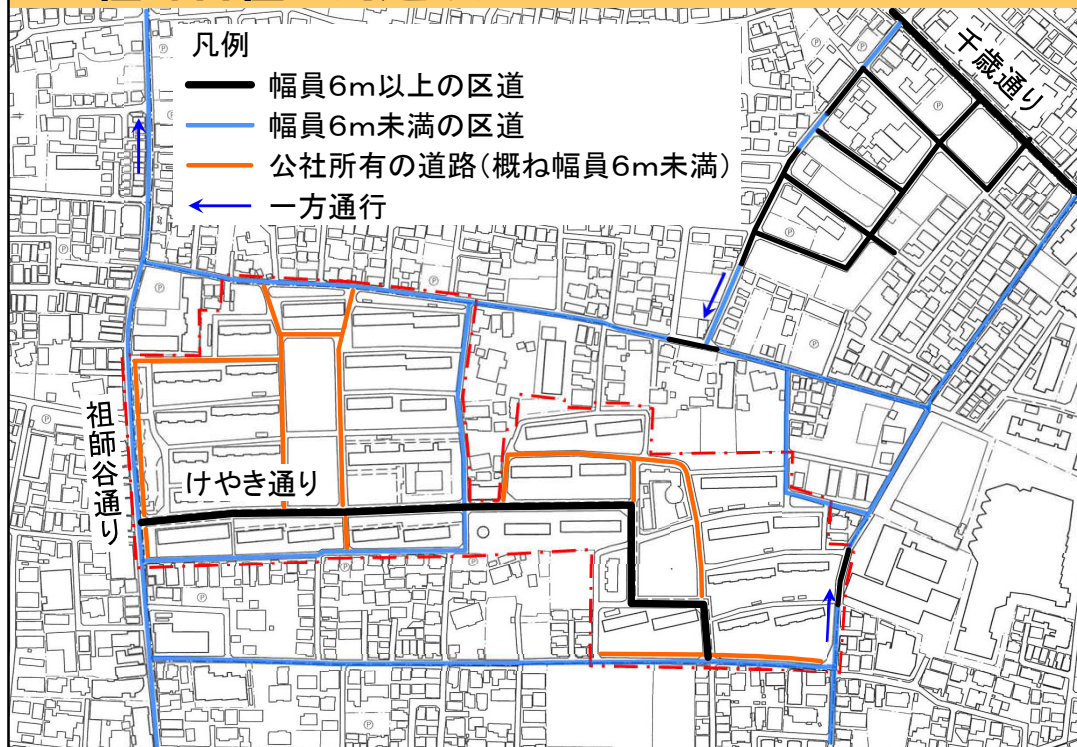 凡例
幅員6m以上の区道
幅員6m未満の区道
公社所有の道路(概ね幅員6m未満)
一方通行
千歳通り
祖師谷通り
けやき通り